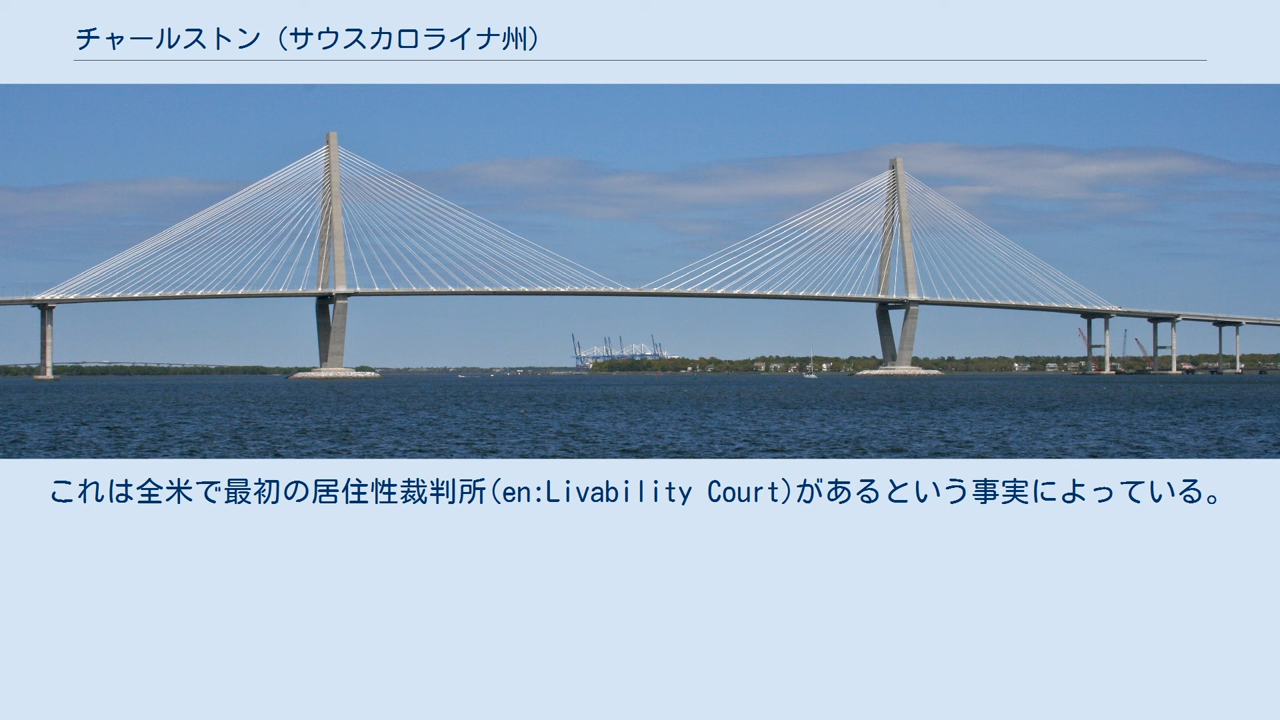 チャールストン（サウスカロライナ州）
これは全米で最初の居住性裁判所(en:Livability Court)があるという事実によっている。